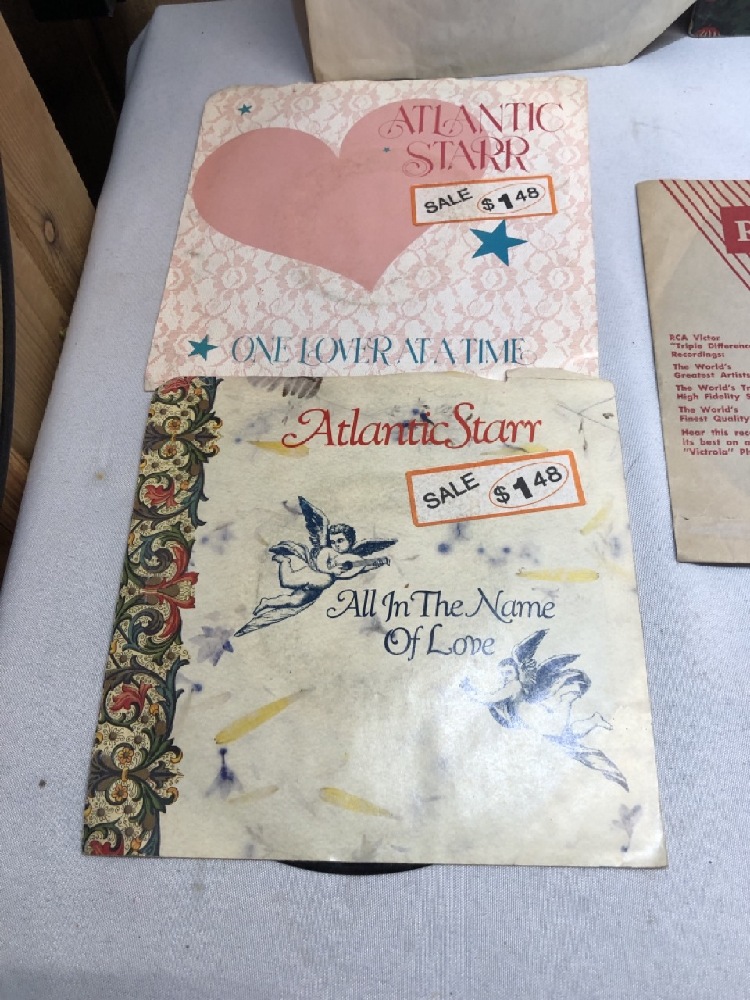 ATLANTIC
STARR
SALE $1.48
ONE LOVER AT A TIME
Atlantic Starr
SALE $1.48
All In The Name
Of Love
RCA Victor
"Triple Difference
Recordings:
The World's
Greatest Artists
The World's
High Fidelity
The World's
Finest Quality
Hear this
its best on a
"Victrola"